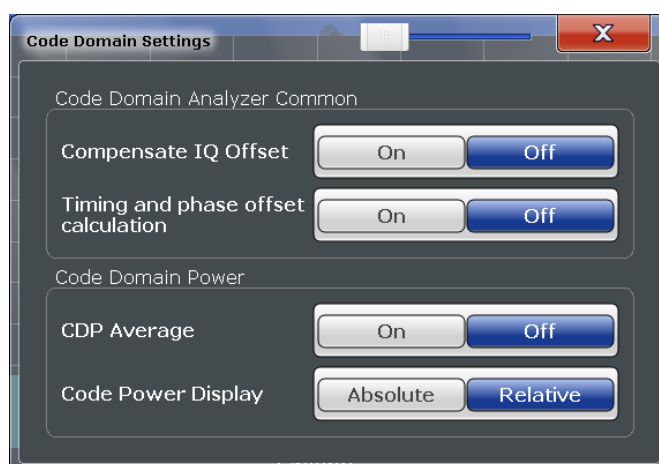 Code Domain Settings
X
Code Domain Analyzer Common
Compensate IQ Offset On Off
Timing and phase offset
calculation On Off
Code Domain Power
CDP Average On Off
Code Power Display Absolute Relative